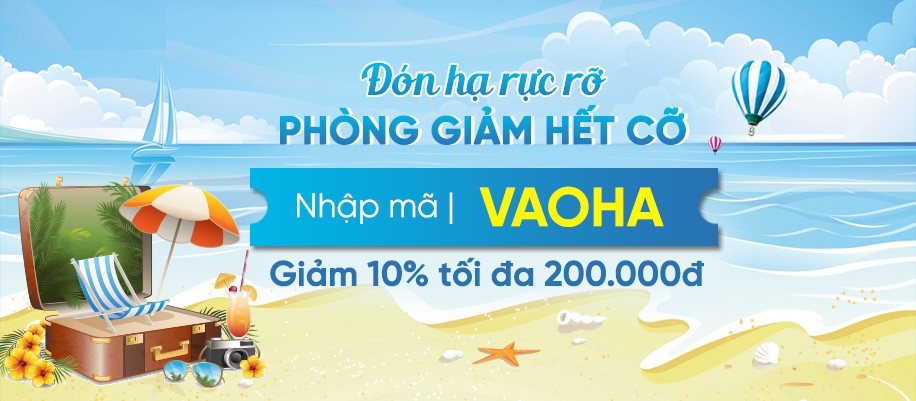 Đón hạ rực rỡ
PHÒNG GIẢM HẾT CỠ
Nhập mã | VAOHA
Giảm 10% tối đa 200.000đ